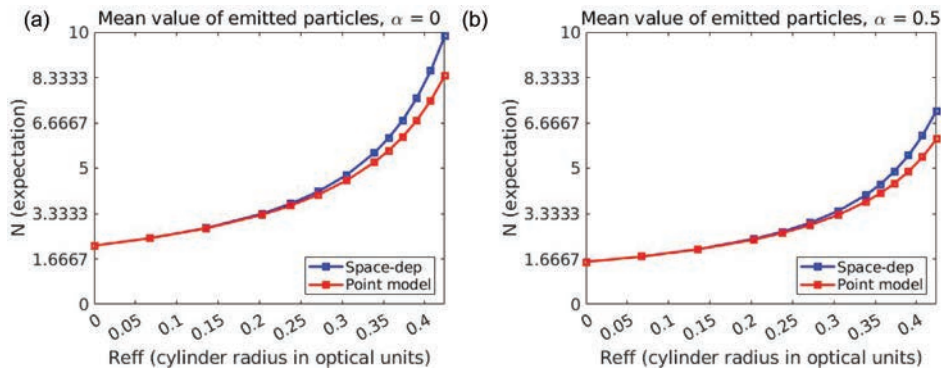 (a) Mean value of emitted particles, α = 0
10
8.3333
6.6667
5
3.3333
1.6667
0
N (expectation)
Space-dep
Point model
0 0.05 0.1 0.15 0.2 0.25 0.3 0.35 0.4
Reff (cylinder radius in optical units)
(b) Mean value of emitted particles, α = 0.5
10
8.3333
6.6667
5
3.3333
1.6667
0
N (expectation)
Space-dep
Point model
0 0.05 0.1 0.15 0.2 0.25 0.3 0.35 0.4
Reff (cylinder radius in optical units)